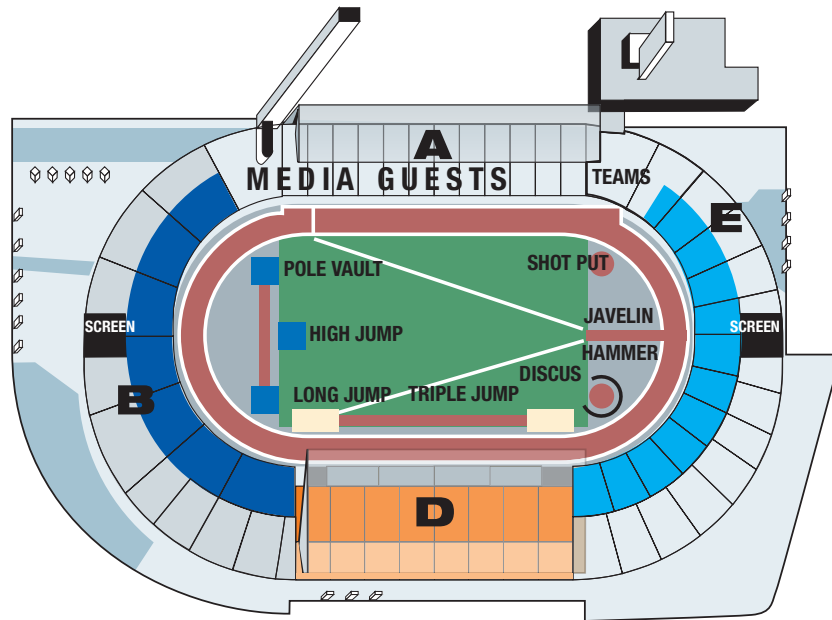 L
A
MEDIA GUESTS
TEAMS
E
POLE VAULT
SHOT PUT
JAVELIN
SCREEN
HIGH JUMP
SCREEN
HAMMER
DISCUS
B
LONG JUMP
TRIPLE JUMP
D